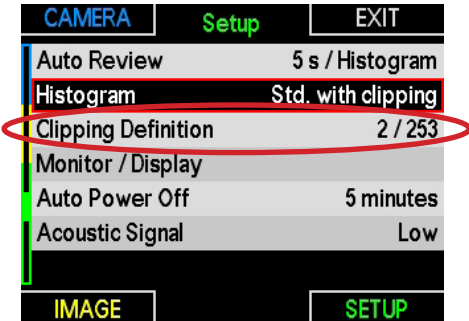 CAMERA Setup EXIT
Auto Review 5 s / Histogram
Histogram Std. with clipping
Clipping Definition 2 / 253
Monitor / Display
Auto Power Off 5 minutes
Acoustic Signal Low
IMAGE SETUP